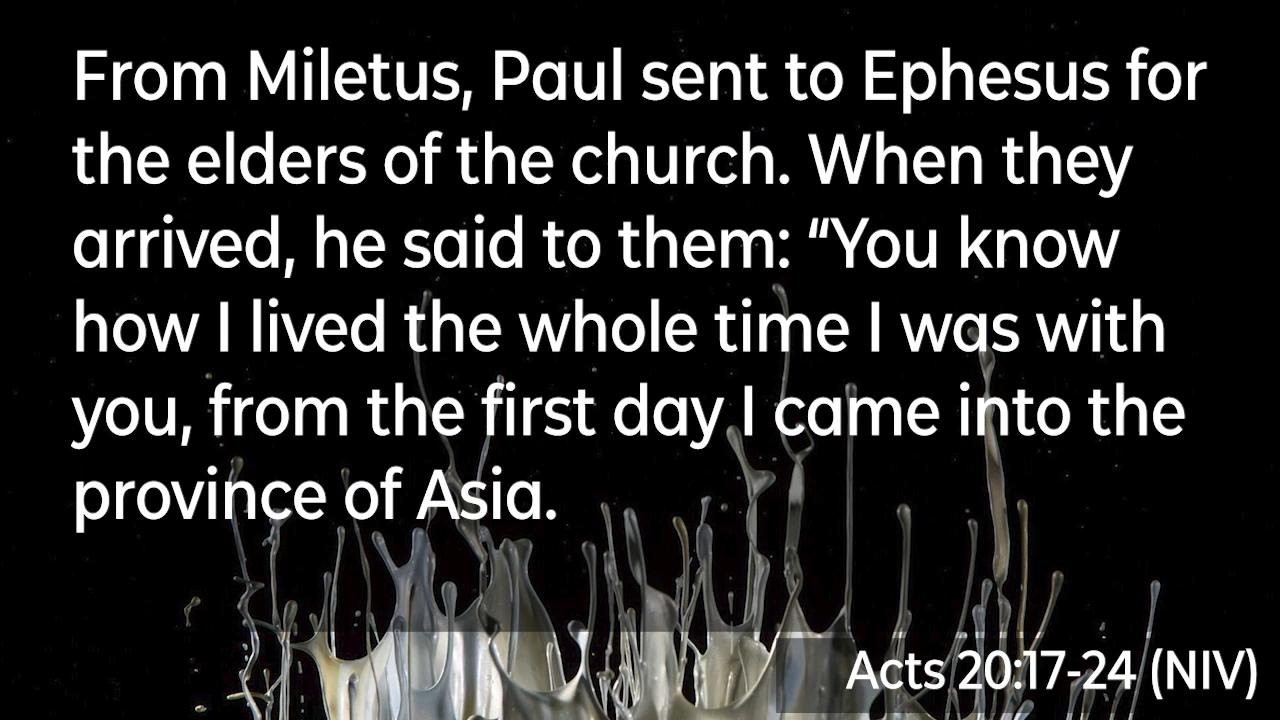 From Miletus, Paul sent to Ephesus for
the elders of the church. When they
arrived, he said to them: “You know
how I lived the whole time I was with
you, from the first day I came into the
province of Asia.
Acts 20:17-24 (NIV)